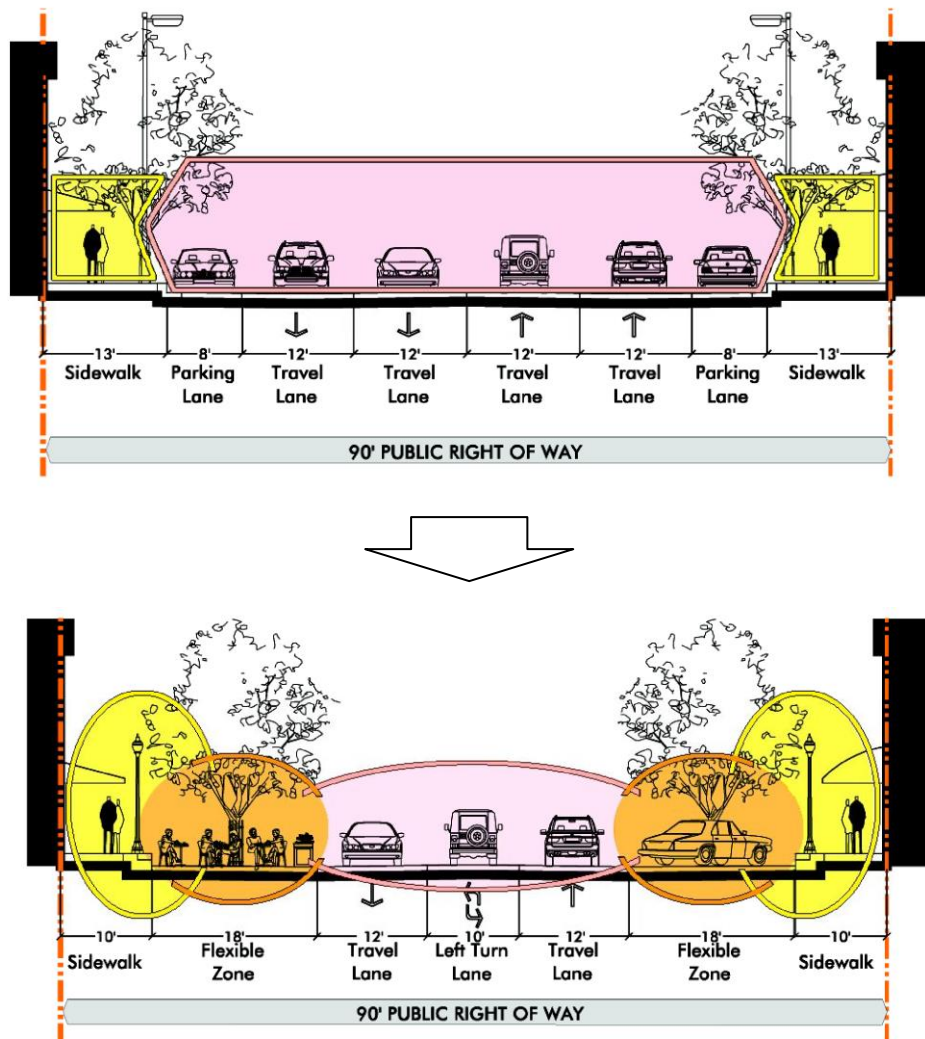 13' 8' 12' 12' 12' 12' 8' 13'
Sidewalk Parking Travel Travel Travel Travel Parking Sidewalk
Lane Lane Lane Lane Lane Lane
90' PUBLIC RIGHT OF WAY
10' 18' 12' 10' 12' 18' 10'
Sidewalk Flexible Travel Left Turn Travel Flexible Sidewalk
Zone Lane Lane Lane Zone
90' PUBLIC RIGHT OF WAY